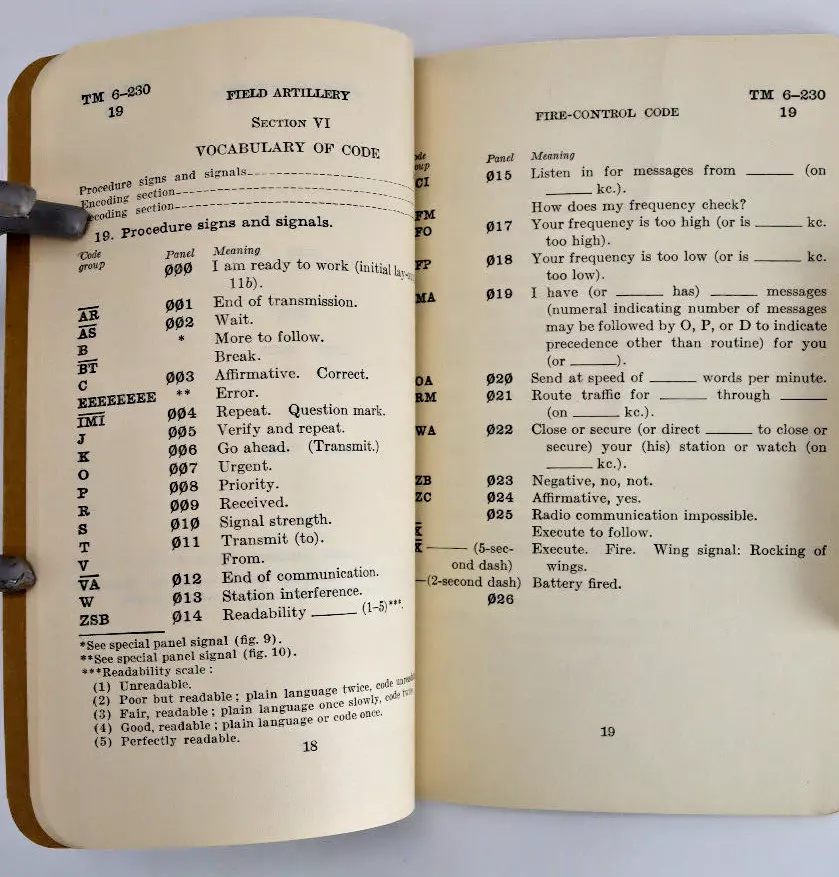 TM 6–230
19
FIELD ARTILLERY
SECTION VI
VOCABULARY OF CODE
Procedure signs and signals
Encoding section
coding section
19. Procedure signs and signals.
Code group Panel Meaning
ØØØ I am ready to work (initial
11b).
AR ØØ1 End of transmission.
AS ØØ2 Wait.
B * More to follow.
BT Break.
C ØØ3 Affirmative. Correct.
EEEEEEEE ** Error.
IMI ØØ4 Repeat. Question mark.
J ØØ5 Verify and repeat.
K ØØ6 Go ahead. (Transmit.)
O ØØ7 Urgent.
P ØØ8 Priority.
R ØØ9 Received.
S Ø1Ø Signal strength.
T Ø11 Transmit (to).
V From.
VA Ø12 End of communication.
W Ø13 Station interference.
ZSB Ø14 Readability ______ (1–5)***.
*See special panel signal (fig. 9).
**See special panel signal (fig. 10).
***Readability scale:
(1) Unreadable.
(2) Poor but readable; plain language twice, code
(3) Fair, readable; plain language once slowly, code
(4) Good, readable; plain language or code once.
(5) Perfectly readable.
18
TM 6–230
FIRE-CONTROL CODE 19
Panel Meaning
CI Ø15 Listen in for messages from ______ (on
______ kc.).
FM How does my frequency check?
FO Ø17 Your frequency is too high (or is ______ kc.
too high).
FP Ø18 Your frequency is too low (or is ______ kc.
too low).
MA Ø19 I have (or ______ has) ______ messages
(numeral indicating number of messages
may be followed by O, P, or D to indicate
precedence other than routine) for you
(or ______).
OA Ø2Ø Send at speed of ______ words per minute.
RM Ø21 Route traffic for ______ through ______
(on ______ kc.).
WA Ø22 Close or secure (or direct ______ to close or
secure) your (his) station or watch (on
______ kc.).
ZB Ø23 Negative, no, not.
ZC Ø24 Affirmative, yes.
Ø25 Radio communication impossible.
Execute to follow.
—— (5-sec- Execute. Fire. Wing signal: Rocking of
ond dash) wings.
—(2-second dash) Battery fired.
Ø26
19